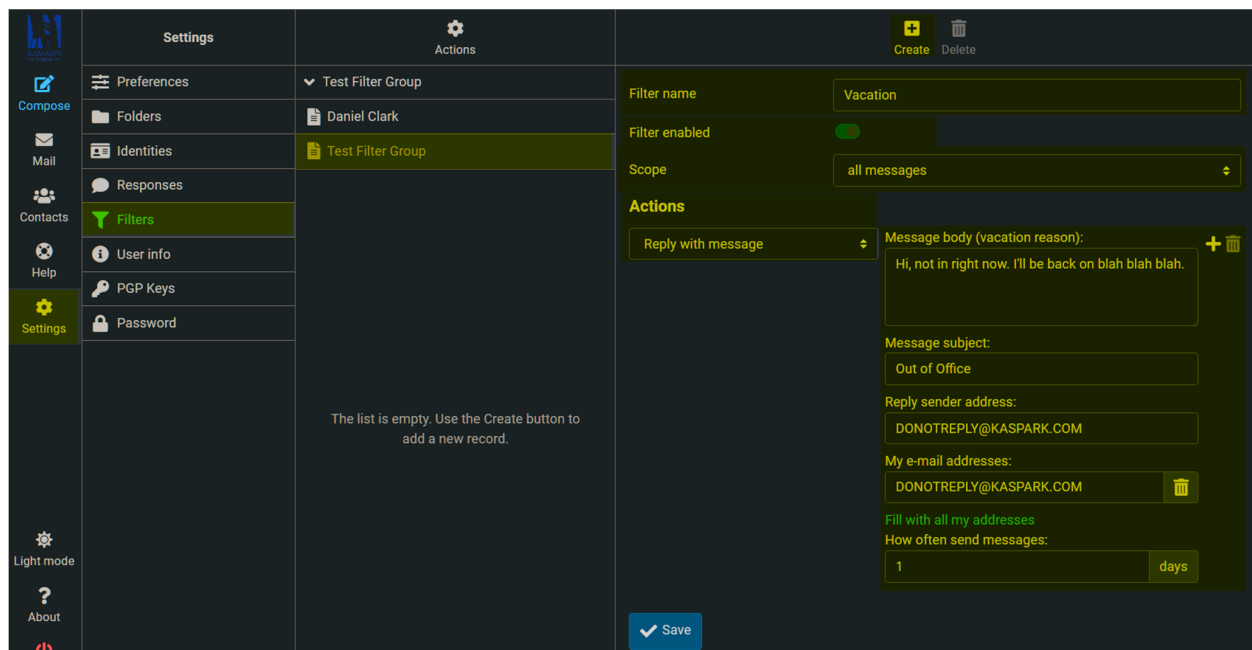 KASPAR'S
Compose
Mail
Contacts
Help
Settings
Light mode
About
Settings
Preferences
Folders
Identities
Responses
Filters
User info
PGP Keys
Password
Actions
Test Filter Group
Daniel Clark
Test Filter Group
The list is empty. Use the Create button to
add a new record.
Create
Delete
Filter name
Vacation
Filter enabled
Scope
all messages
Actions
Reply with message
Message body (vacation reason):
Hi, not in right now. I'll be back on blah blah blah.
Message subject:
Out of Office
Reply sender address:
DONOTREPLY@KASPARK.COM
My e-mail addresses:
DONOTREPLY@KASPARK.COM
Fill with all my addresses
How often send messages:
1
days
Save